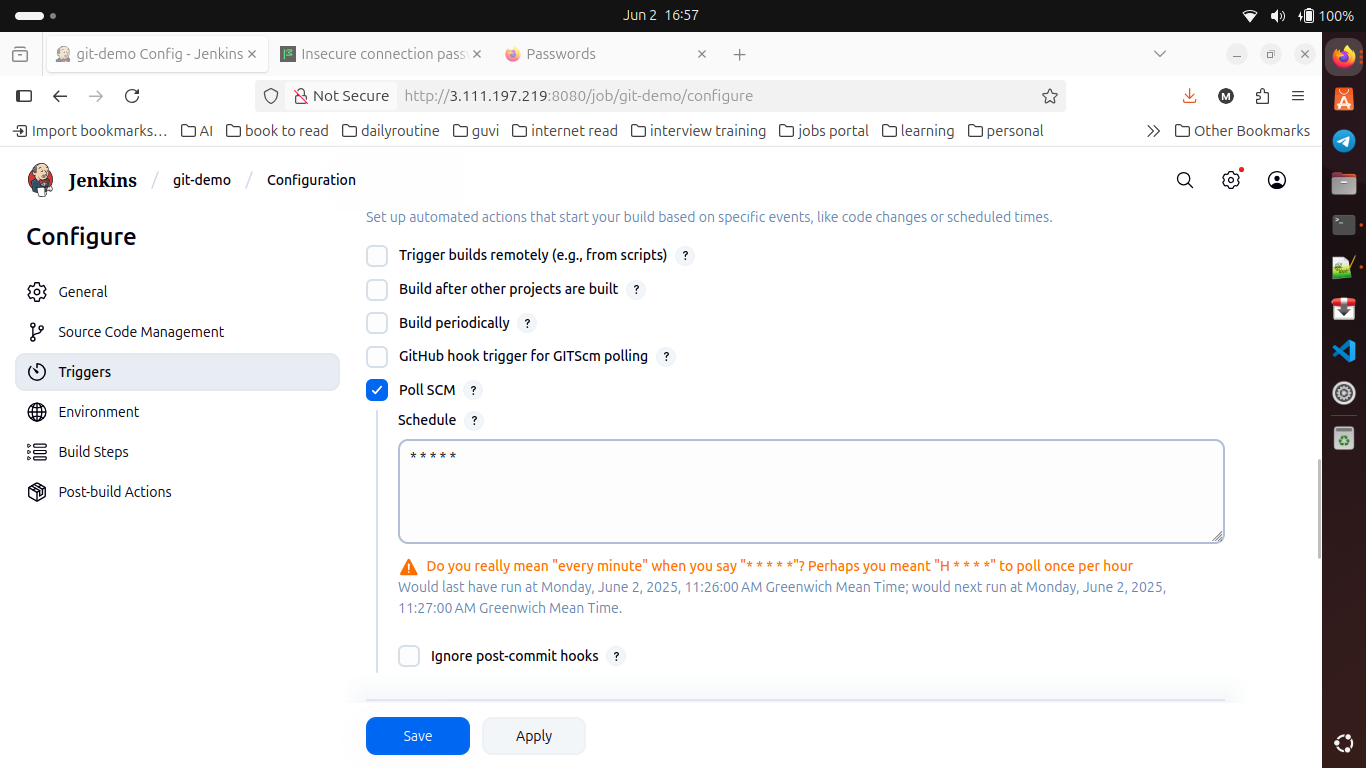 Jun 2 16:57
100%
git-demo Config - Jenkins
Insecure connection pass
Passwords
Not Secure
http://3.111.197.219:8080/job/git-demo/configure
M
Import bookmarks…
AI
book to read
dailyroutine
guvi
internet read
interview training
jobs portal
learning
personal
Other Bookmarks
Jenkins / git-demo / Configuration
Configure
General
Source Code Management
Triggers
Environment
Build Steps
Post-build Actions
Set up automated actions that start your build based on specific events, like code changes or scheduled times.
Trigger builds remotely (e.g., from scripts) ?
Build after other projects are built ?
Build periodically ?
GitHub hook trigger for GITScm polling ?
Poll SCM ?
Schedule ?
* * * * *
Do you really mean "every minute" when you say "* * * * *"? Perhaps you meant "H * * * *" to poll once per hour
Would last have run at Monday, June 2, 2025, 11:26:00 AM Greenwich Mean Time; would next run at Monday, June 2, 2025,
11:27:00 AM Greenwich Mean Time.
Ignore post-commit hooks ?
Save
Apply